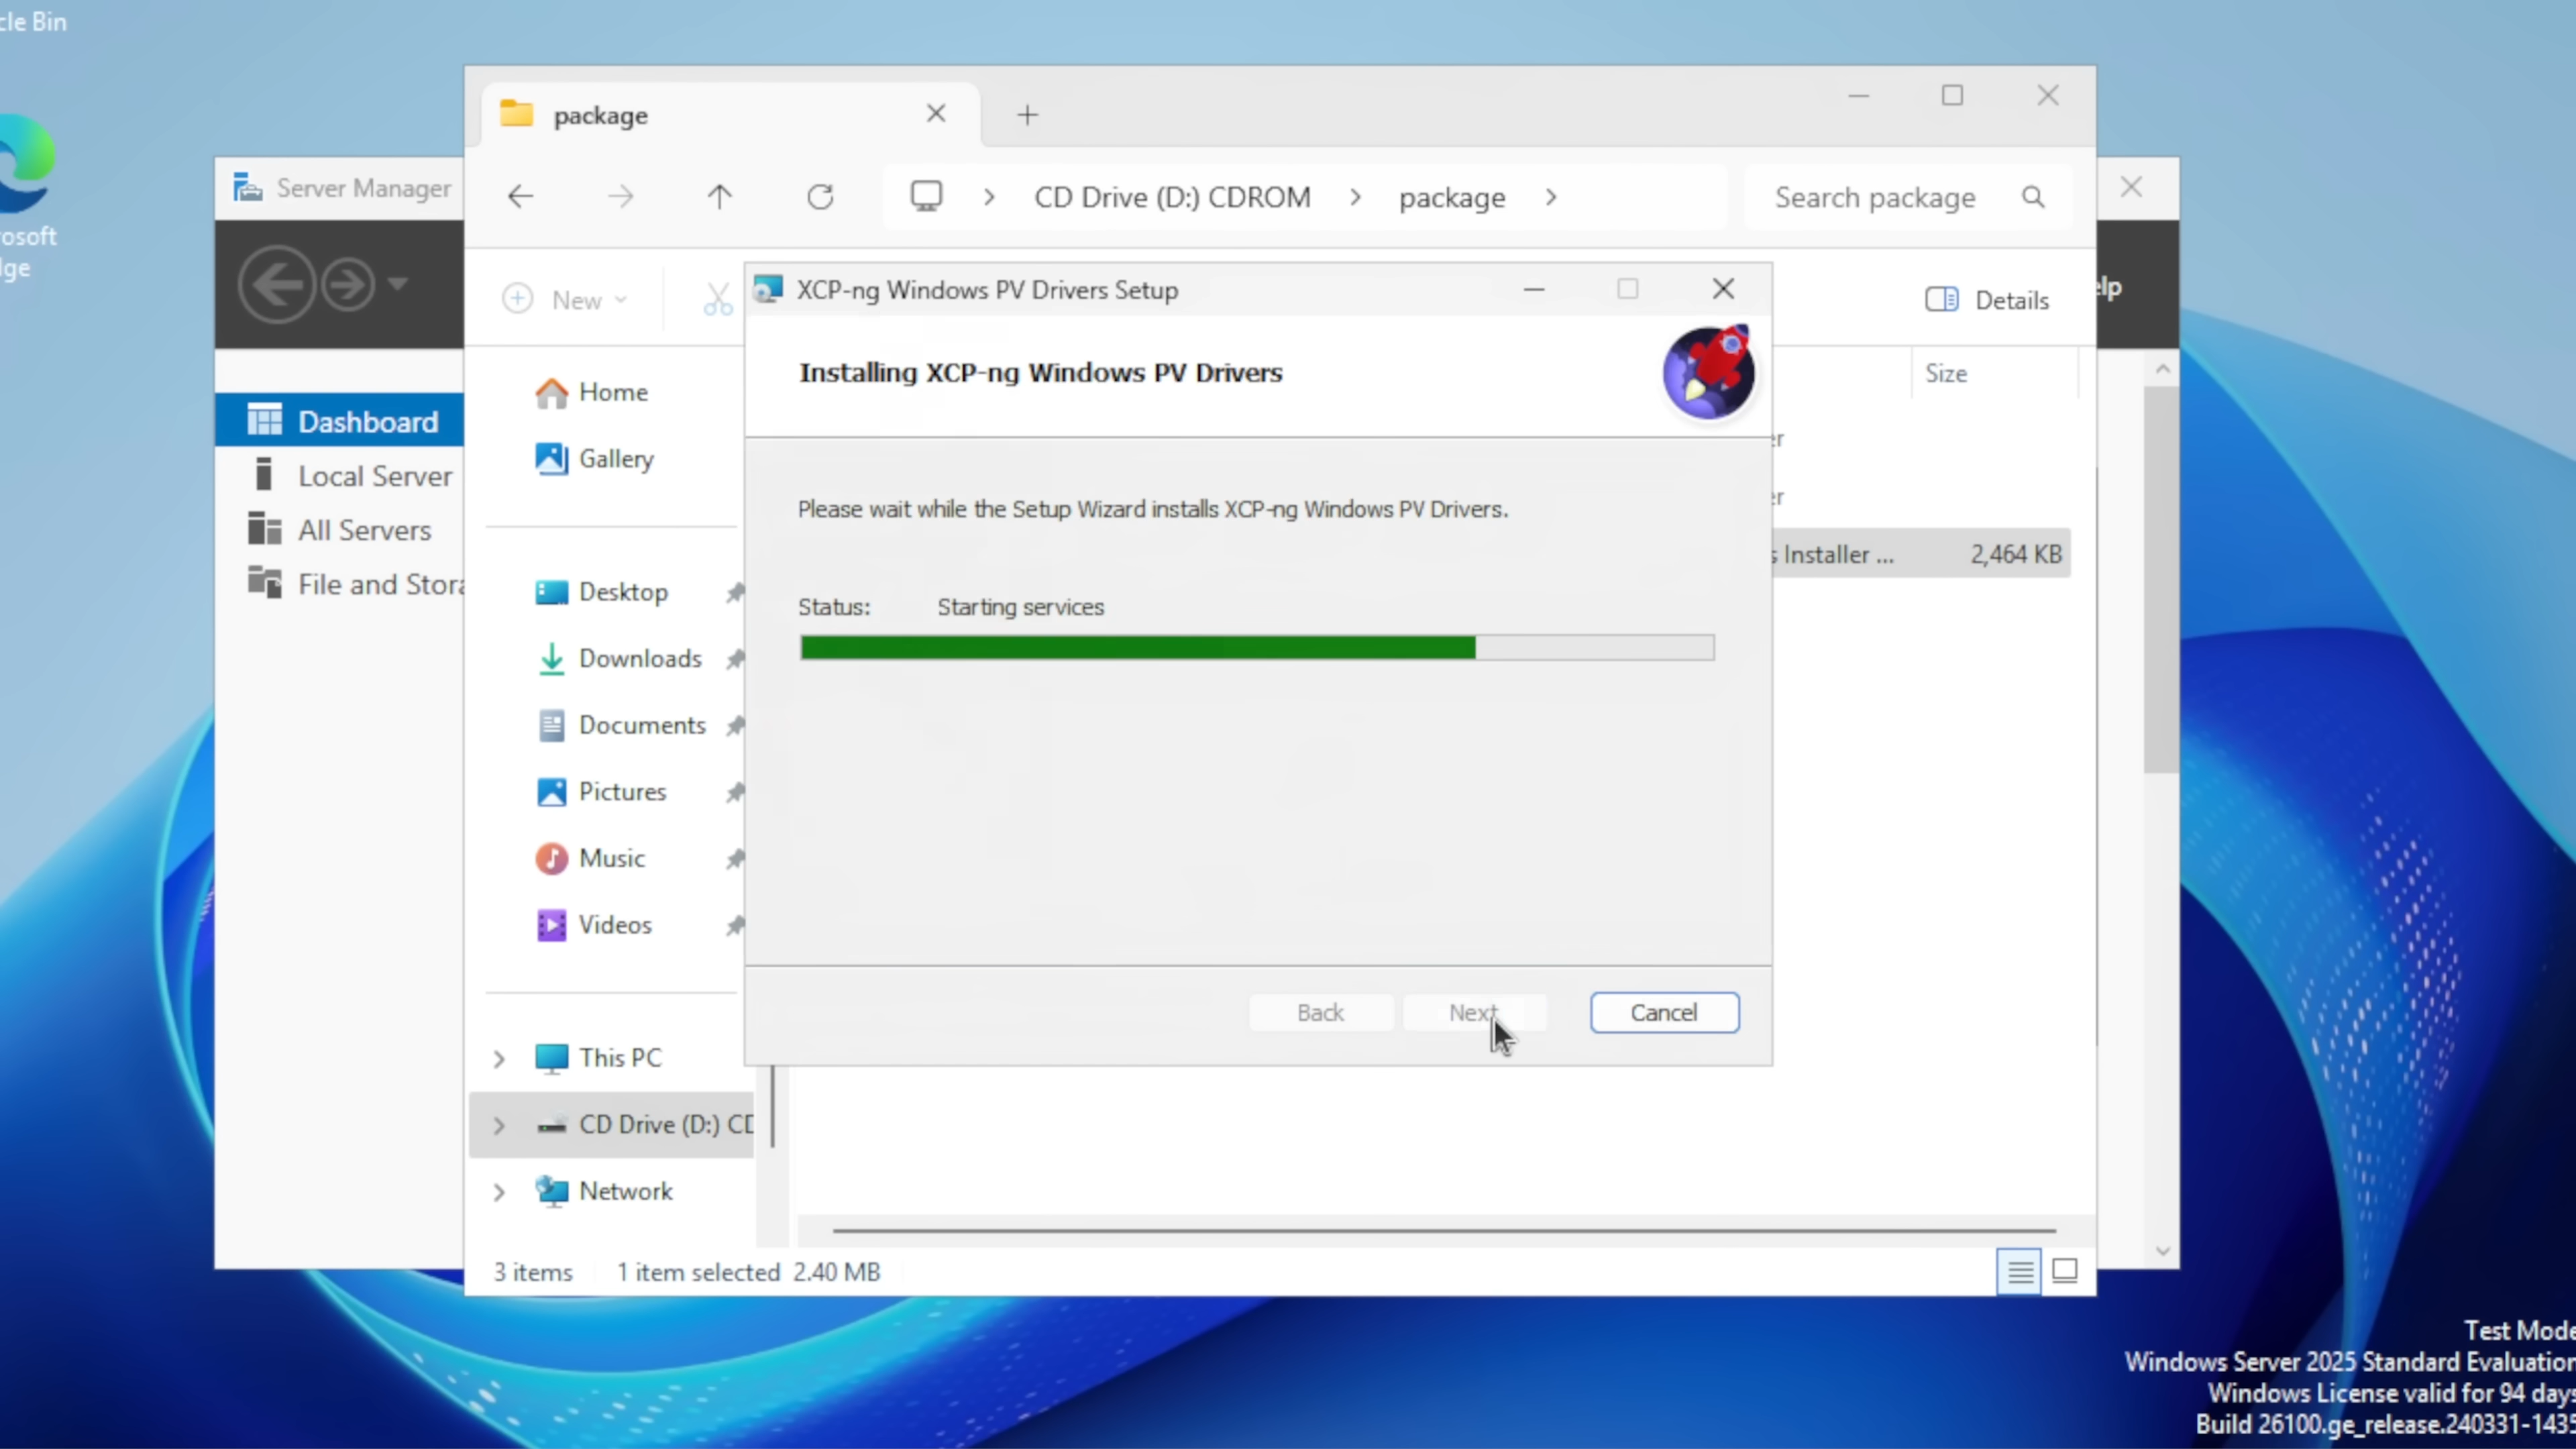 cle Bin
package
Server Manager
CD Drive (D:) CDROM
package
Search package
osoft
dge
New
XCP-ng Windows PV Drivers Setup
Details
elp
Installing XCP-ng Windows PV Drivers
Size
Home
Dashboard
er
Gallery
Local Server
er
Please wait while the Setup Wizard installs XCP-ng Windows PV Drivers.
All Servers
s Installer ...
2,464 KB
File and Stora
Desktop
Status:
Starting services
Downloads
Documents
Pictures
Music
Videos
Back
Next
Cancel
This PC
CD Drive (D:) CD
Network
3 items
1 item selected 2.40 MB
Test Mode
Windows Server 2025 Standard Evaluation
Windows License valid for 94 days
Build 26100.ge_release.240331-1435